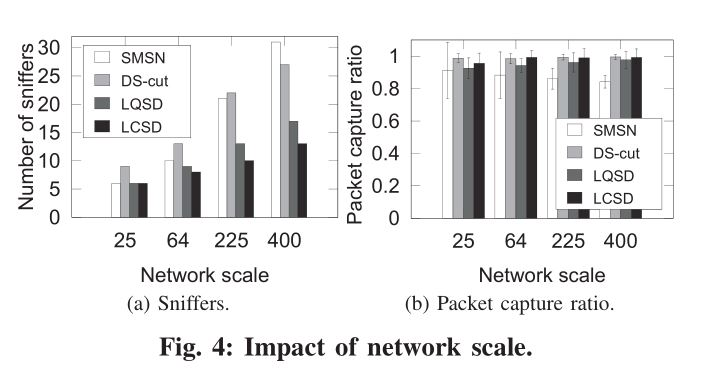 Number of sniffers
30
25
20
15
10
5
0
SMSN
DS-cut
LQSD
LCSD
25 64 225 400
Network scale
(a) Sniffers.
Packet capture ratio
1
0.8
0.6
0.4
0.2
0
SMSN
DS-cut
LQSD
LCSD
25 64 225 400
Network scale
(b) Packet capture ratio.
Fig. 4: Impact of network scale.